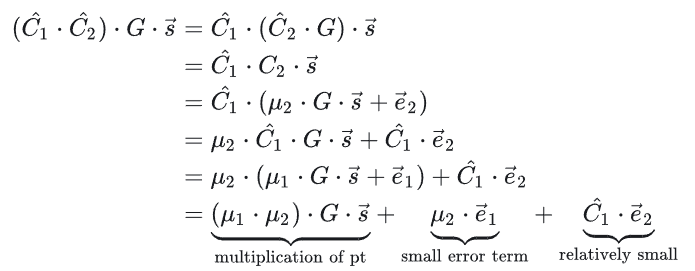 (Ĉ₁ · Ĉ₂) · G · s⃗ = Ĉ₁ · (Ĉ₂ · G) · s⃗
= Ĉ₁ · C₂ · s⃗
= Ĉ₁ · (μ₂ · G · s⃗ + e⃗₂)
= μ₂ · Ĉ₁ · G · s⃗ + Ĉ₁ · e⃗₂
= μ₂ · (μ₁ · G · s⃗ + e⃗₁) + Ĉ₁ · e⃗₂
= (μ₁ · μ₂) · G · s⃗ + μ₂ · e⃗₁ + Ĉ₁ · e⃗₂
multiplication of pt small error term relatively small